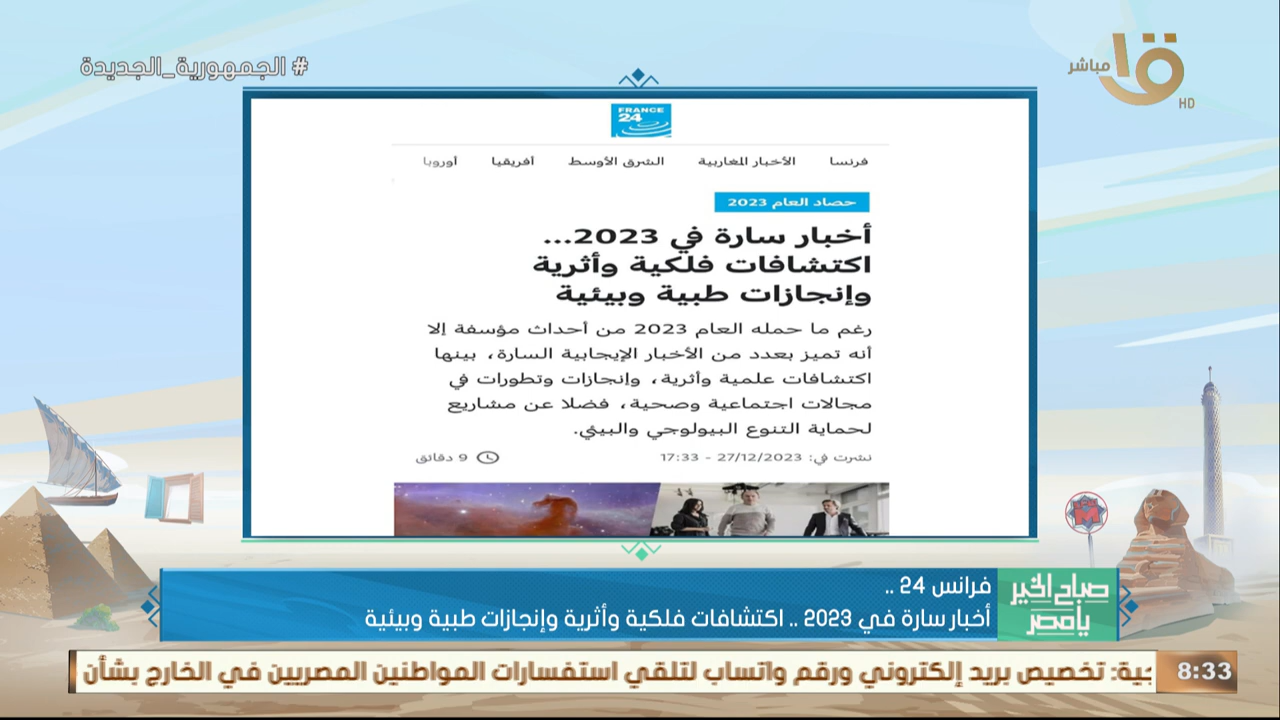 # الجمهورية_الجديدة
مباشر
HD
FRANCE
24
فرنسا الأخبار المغاربية الشرق الأوسط أفريقيا أوروبا
حصاد العام 2023
أخبار سارة في 2023...
اكتشافات فلكية وأثرية
وإنجازات طبية وبيئية
رغم ما حمله العام 2023 من أحداث مؤسفة إلا
أنه تميز بعدد من الأخبار الإيجابية السارة، بينها
اكتشافات علمية وأثرية، وإنجازات وتطورات في
مجالات اجتماعية وصحية، فضلا عن مشاريع
لحماية التنوع البيولوجي والبيئي.
نشرت في: 27/12/2023 - 17:33 9 دقائق
M
صباح الخير
يا مصر
فرانس 24 ..
أخبار سارة في 2023 .. اكتشافات فلكية وأثرية وإنجازات طبية وبيئية
8:33
جية: تخصيص بريد إلكتروني ورقم واتساب لتلقي استفسارات المواطنين المصريين في الخارج بشأن